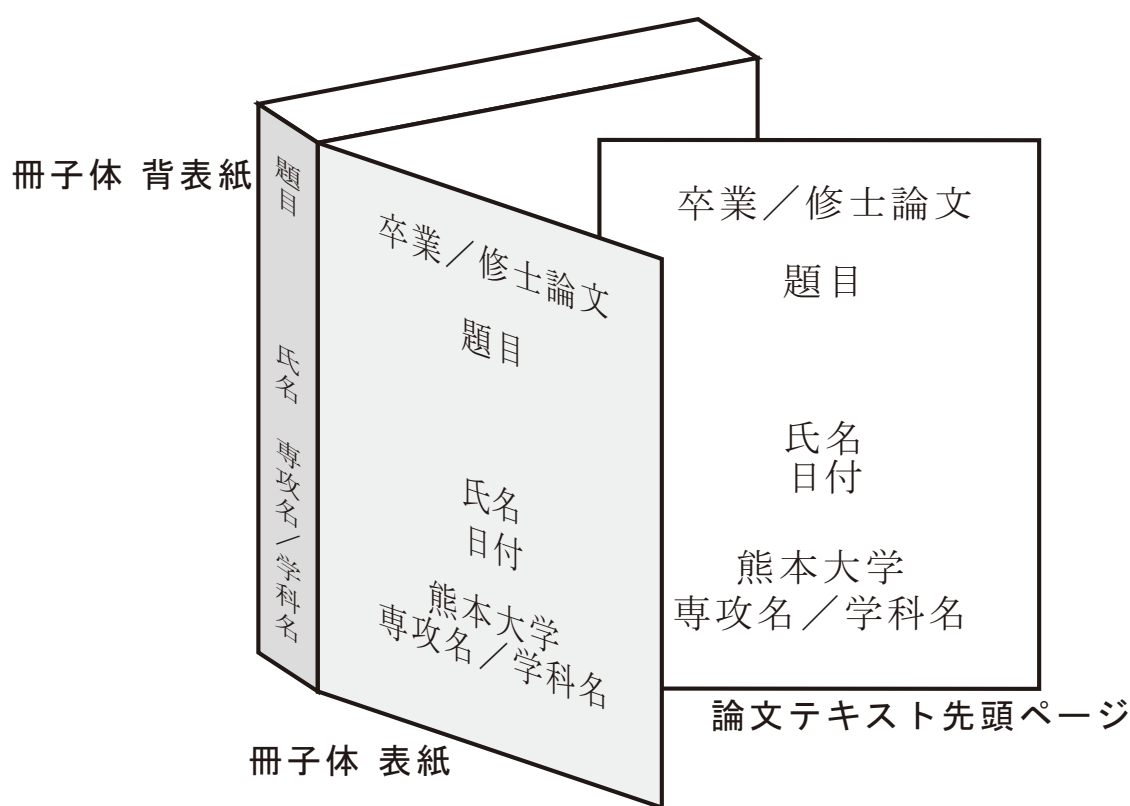 冊子体 背表紙
題目
氏名
専攻名／学科名
卒業／修士論文
題目
氏名
日付
熊本大学
専攻名／学科名
冊子体 表紙
卒業／修士論文
題目
氏名
日付
熊本大学
専攻名／学科名
論文テキスト先頭ページ